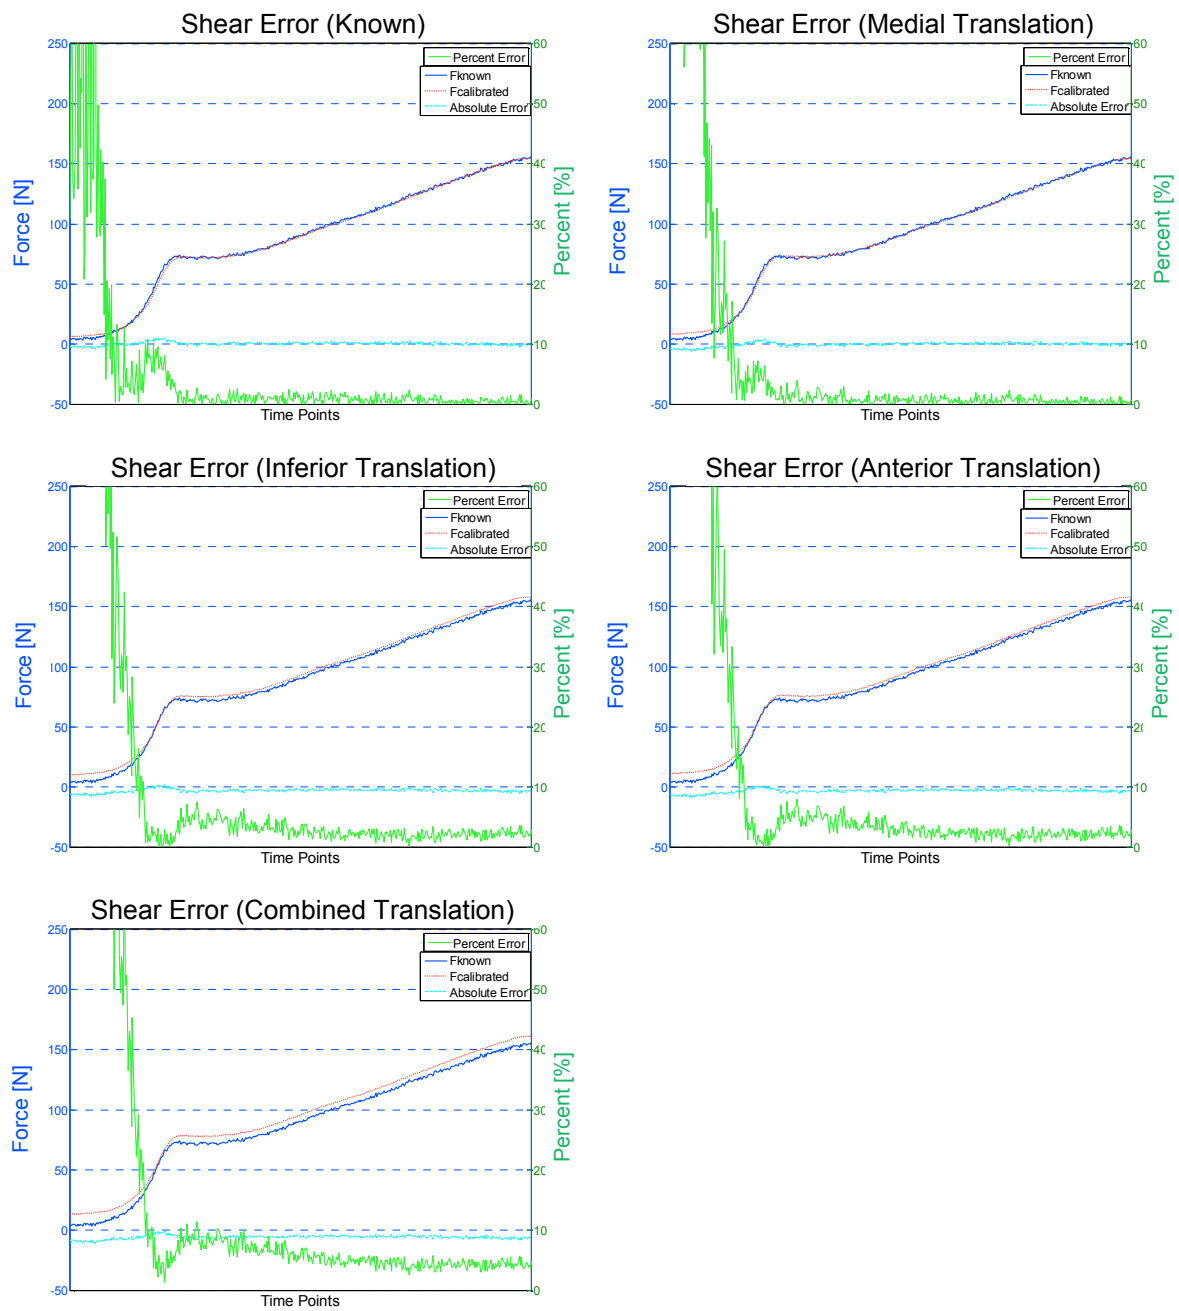 Shear Error (Known)
250
200
150
100
50
0
-50
Force [N]
Percent Error
Fknown
Fcalibrated
Absolute Error
60
50
40
30
20
10
0
Percent [%]
Time Points
Shear Error (Medial Translation)
250
200
150
100
50
0
-50
Force [N]
Percent Error
Fknown
Fcalibrated
Absolute Error
60
50
40
30
20
10
0
Percent [%]
Time Points
Shear Error (Inferior Translation)
250
200
150
100
50
0
-50
Force [N]
Percent Error
Fknown
Fcalibrated
Absolute Error
60
50
40
30
20
10
0
Percent [%]
Time Points
Shear Error (Anterior Translation)
250
200
150
100
50
0
-50
Force [N]
Percent Error
Fknown
Fcalibrated
Absolute Error
60
50
40
30
20
10
0
Percent [%]
Time Points
Shear Error (Combined Translation)
250
200
150
100
50
0
-50
Force [N]
Percent Error
Fknown
Fcalibrated
Absolute Error
60
50
40
30
20
10
0
Percent [%]
Time Points